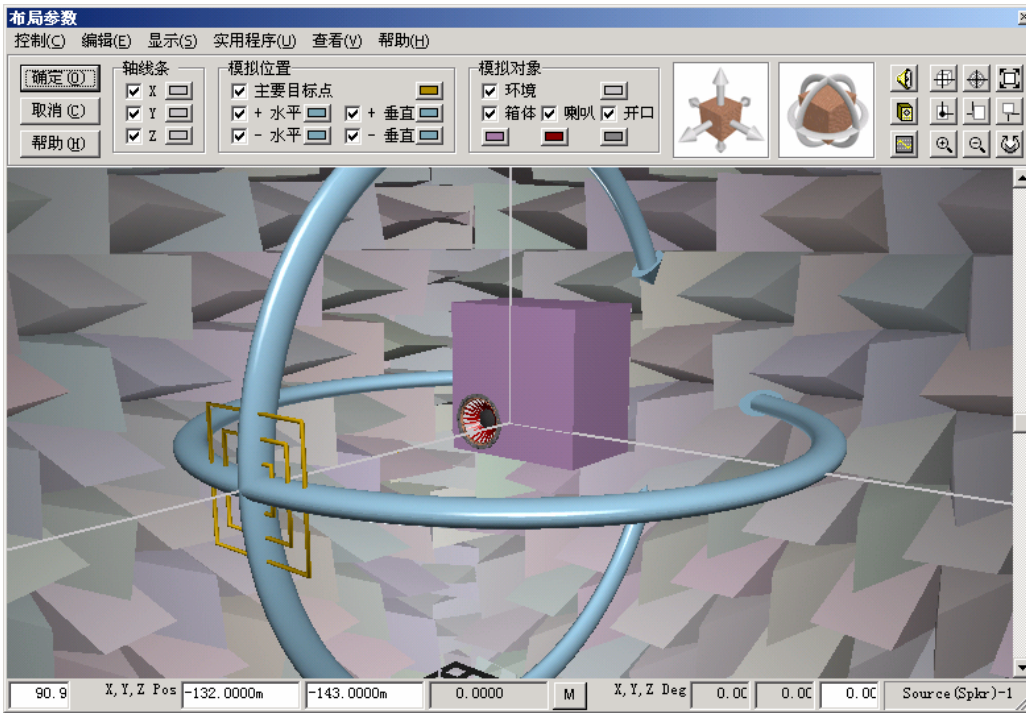 布局参数
控制(C) 编辑(E) 显示(S) 实用程序(U) 查看(V) 帮助(H)
确定(O)
取消(C)
帮助(H)
轴线条
X
Y
Z
模拟位置
主要目标点
+ 水平 + 垂直
- 水平 - 垂直
模拟对象
环境
箱体 喇叭 开口
90.9 X,Y,Z Pos -132.0000m -143.0000m 0.0000 M X,Y,Z Deg 0.00 0.00 0.00 Source(Spkr)-1